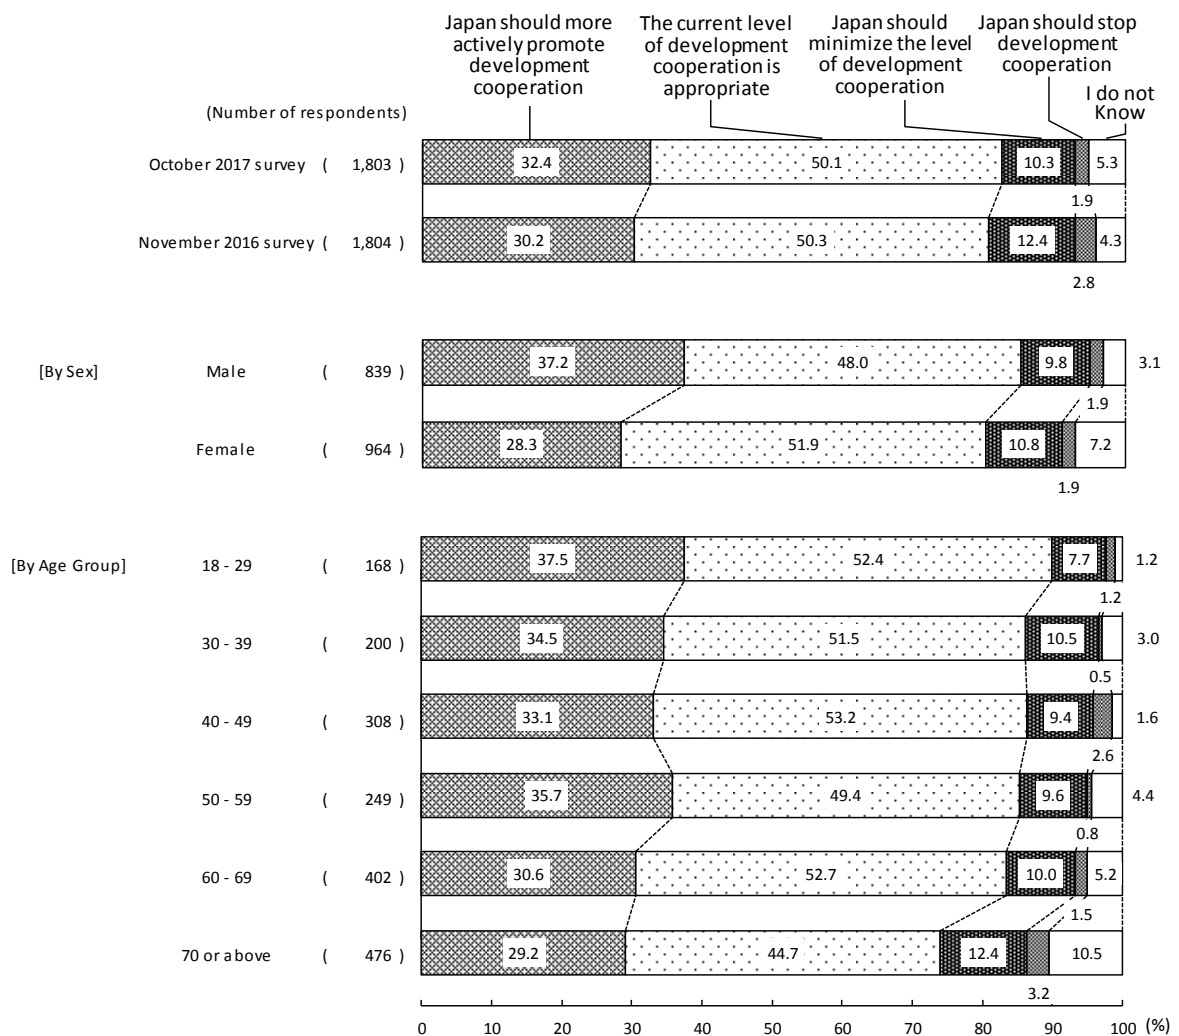 Japan should more
actively promote
development
cooperation
The current level
of development
cooperation is
appropriate
Japan should
minimize the level
of development
cooperation
Japan should stop
development
cooperation
I do not
Know
(Number of respondents)
October 2017 survey ( 1,803 ) 32.4 50.1 10.3 5.3
1.9
November 2016 survey ( 1,804 ) 30.2 50.3 12.4 4.3
2.8
[By Sex] Male ( 839 ) 37.2 48.0 9.8 3.1
1.9
Female ( 964 ) 28.3 51.9 10.8 7.2
1.9
[By Age Group] 18 - 29 ( 168 ) 37.5 52.4 7.7 1.2
1.2
30 - 39 ( 200 ) 34.5 51.5 10.5 3.0
0.5
40 - 49 ( 308 ) 33.1 53.2 9.4 1.6
2.6
50 - 59 ( 249 ) 35.7 49.4 9.6 4.4
0.8
60 - 69 ( 402 ) 30.6 52.7 10.0 5.2
1.5
70 or above ( 476 ) 29.2 44.7 12.4 10.5
3.2
0 10 20 30 40 50 60 70 80 90 100 (%)